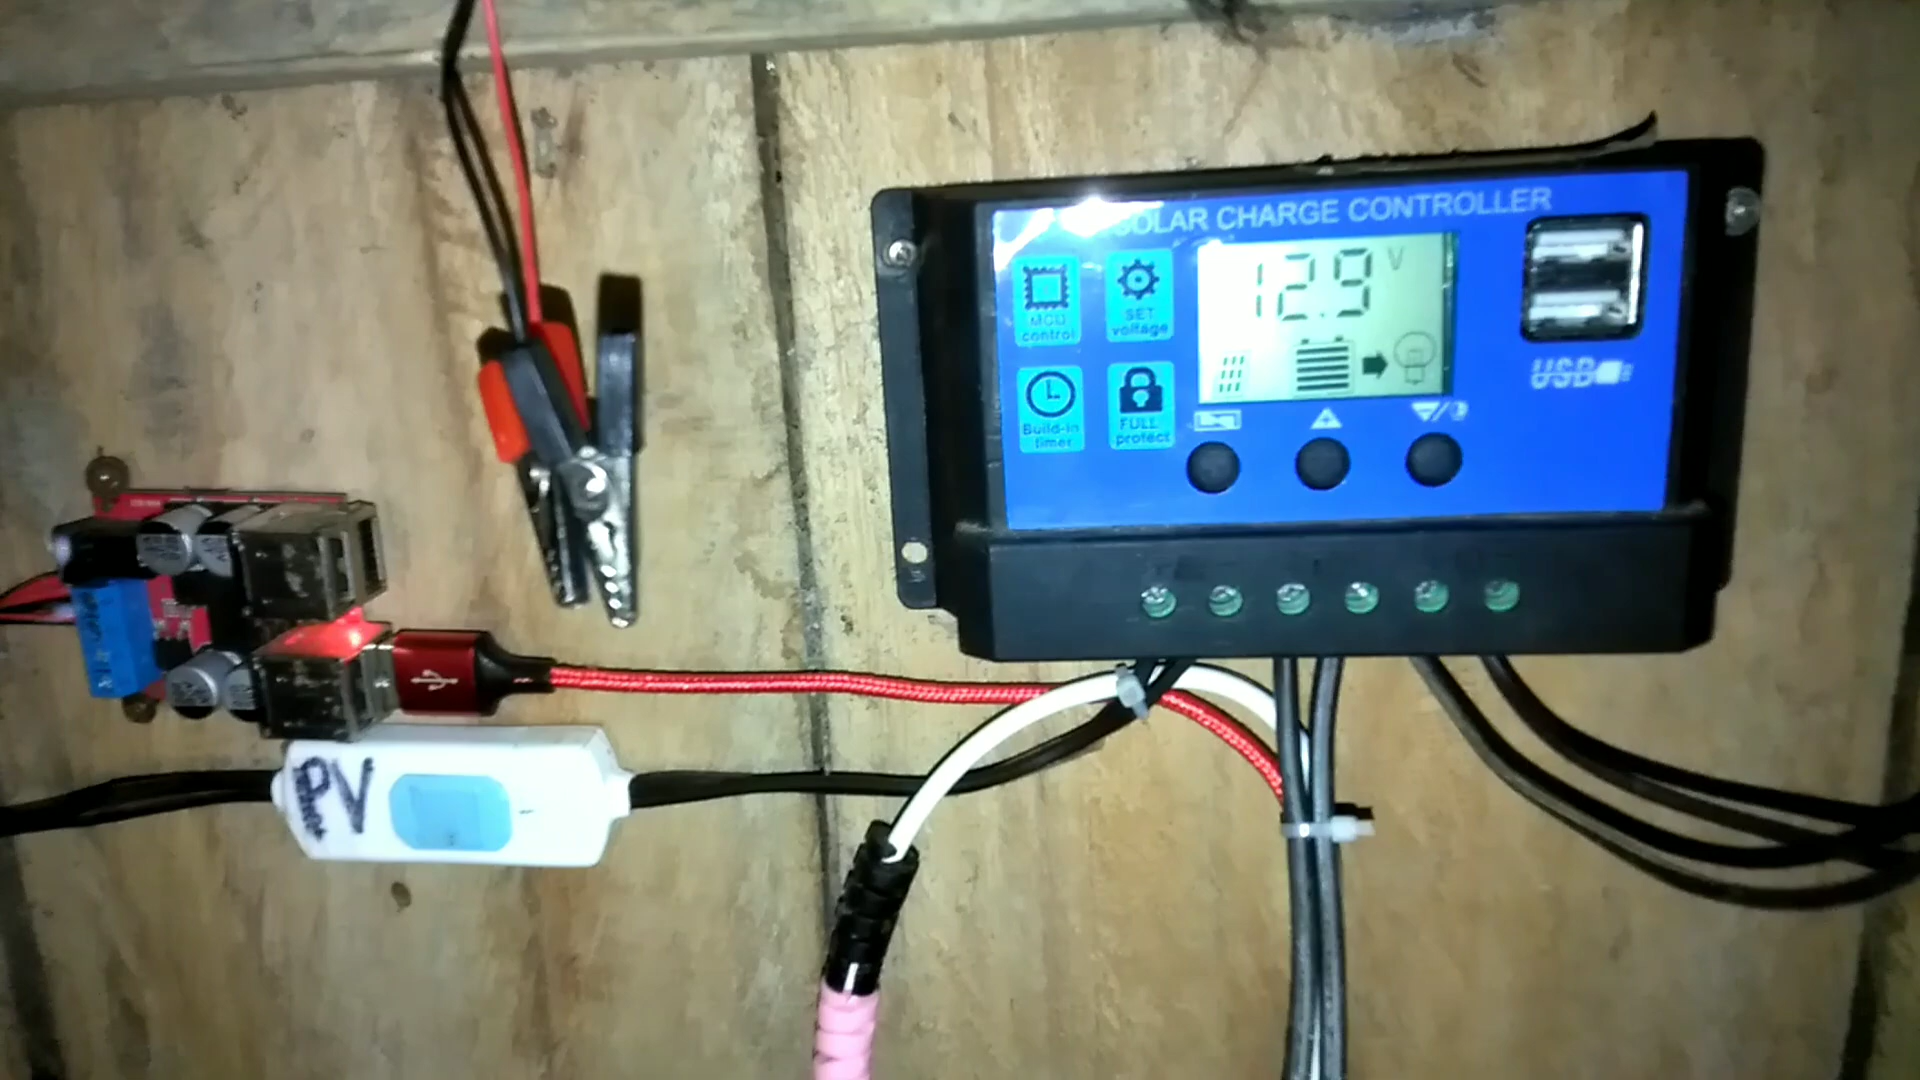 SOLAR CHARGE CONTROLLER
MCU
control
SET
voltage
12.9 V
Build-in
timer
FULL
protect
USB
PV